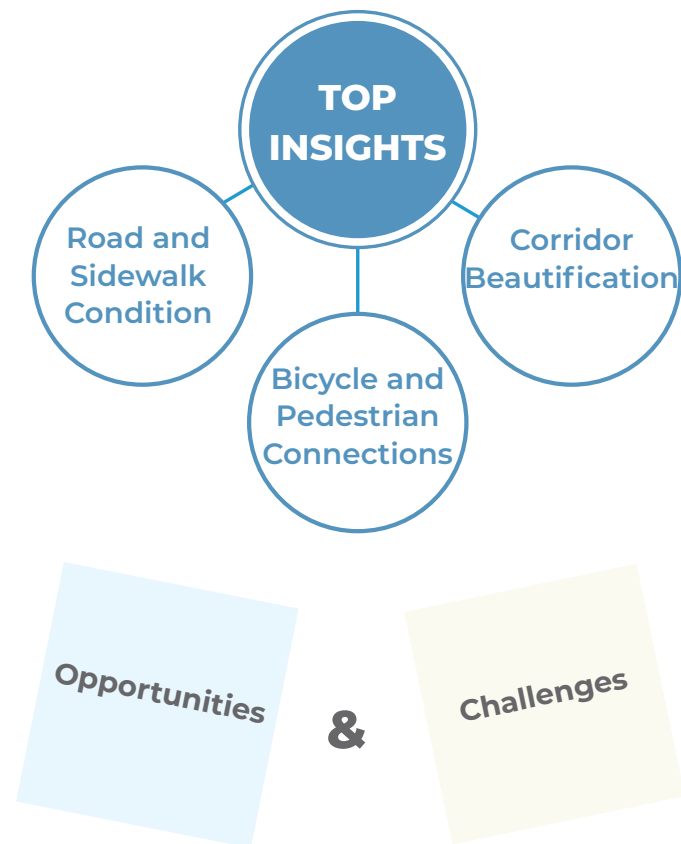 TOP
INSIGHTS
Road and
Sidewalk
Condition
Corridor
Beautification
Bicycle and
Pedestrian
Connections
Opportunities
&
Challenges